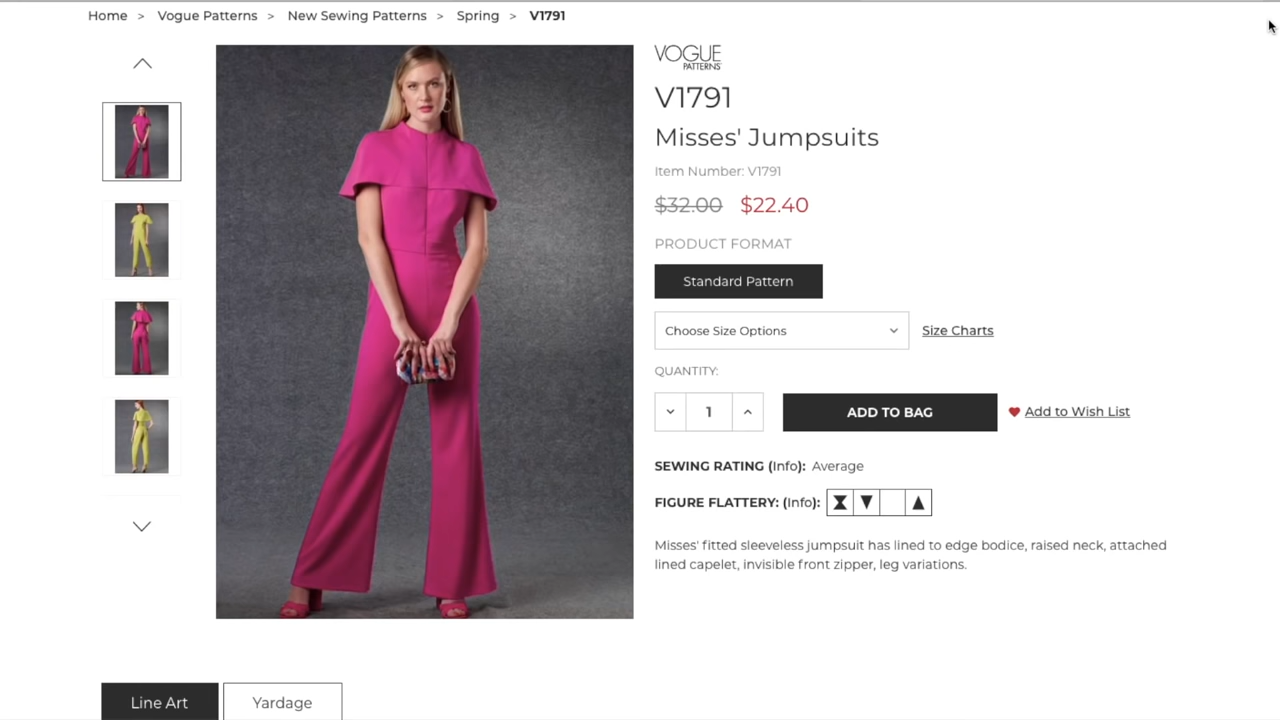 Home > Vogue Patterns > New Sewing Patterns > Spring > V1791
VOGUE
PATTERNS
V1791
Misses' Jumpsuits
Item Number: V1791
$32.00 $22.40
PRODUCT FORMAT
Standard Pattern
Choose Size Options
Size Charts
QUANTITY:
1
ADD TO BAG
Add to Wish List
SEWING RATING (Info): Average
FIGURE FLATTERY: (Info):
Misses' fitted sleeveless jumpsuit has lined to edge bodice, raised neck, attached
lined capelet, invisible front zipper, leg variations.
Line Art
Yardage